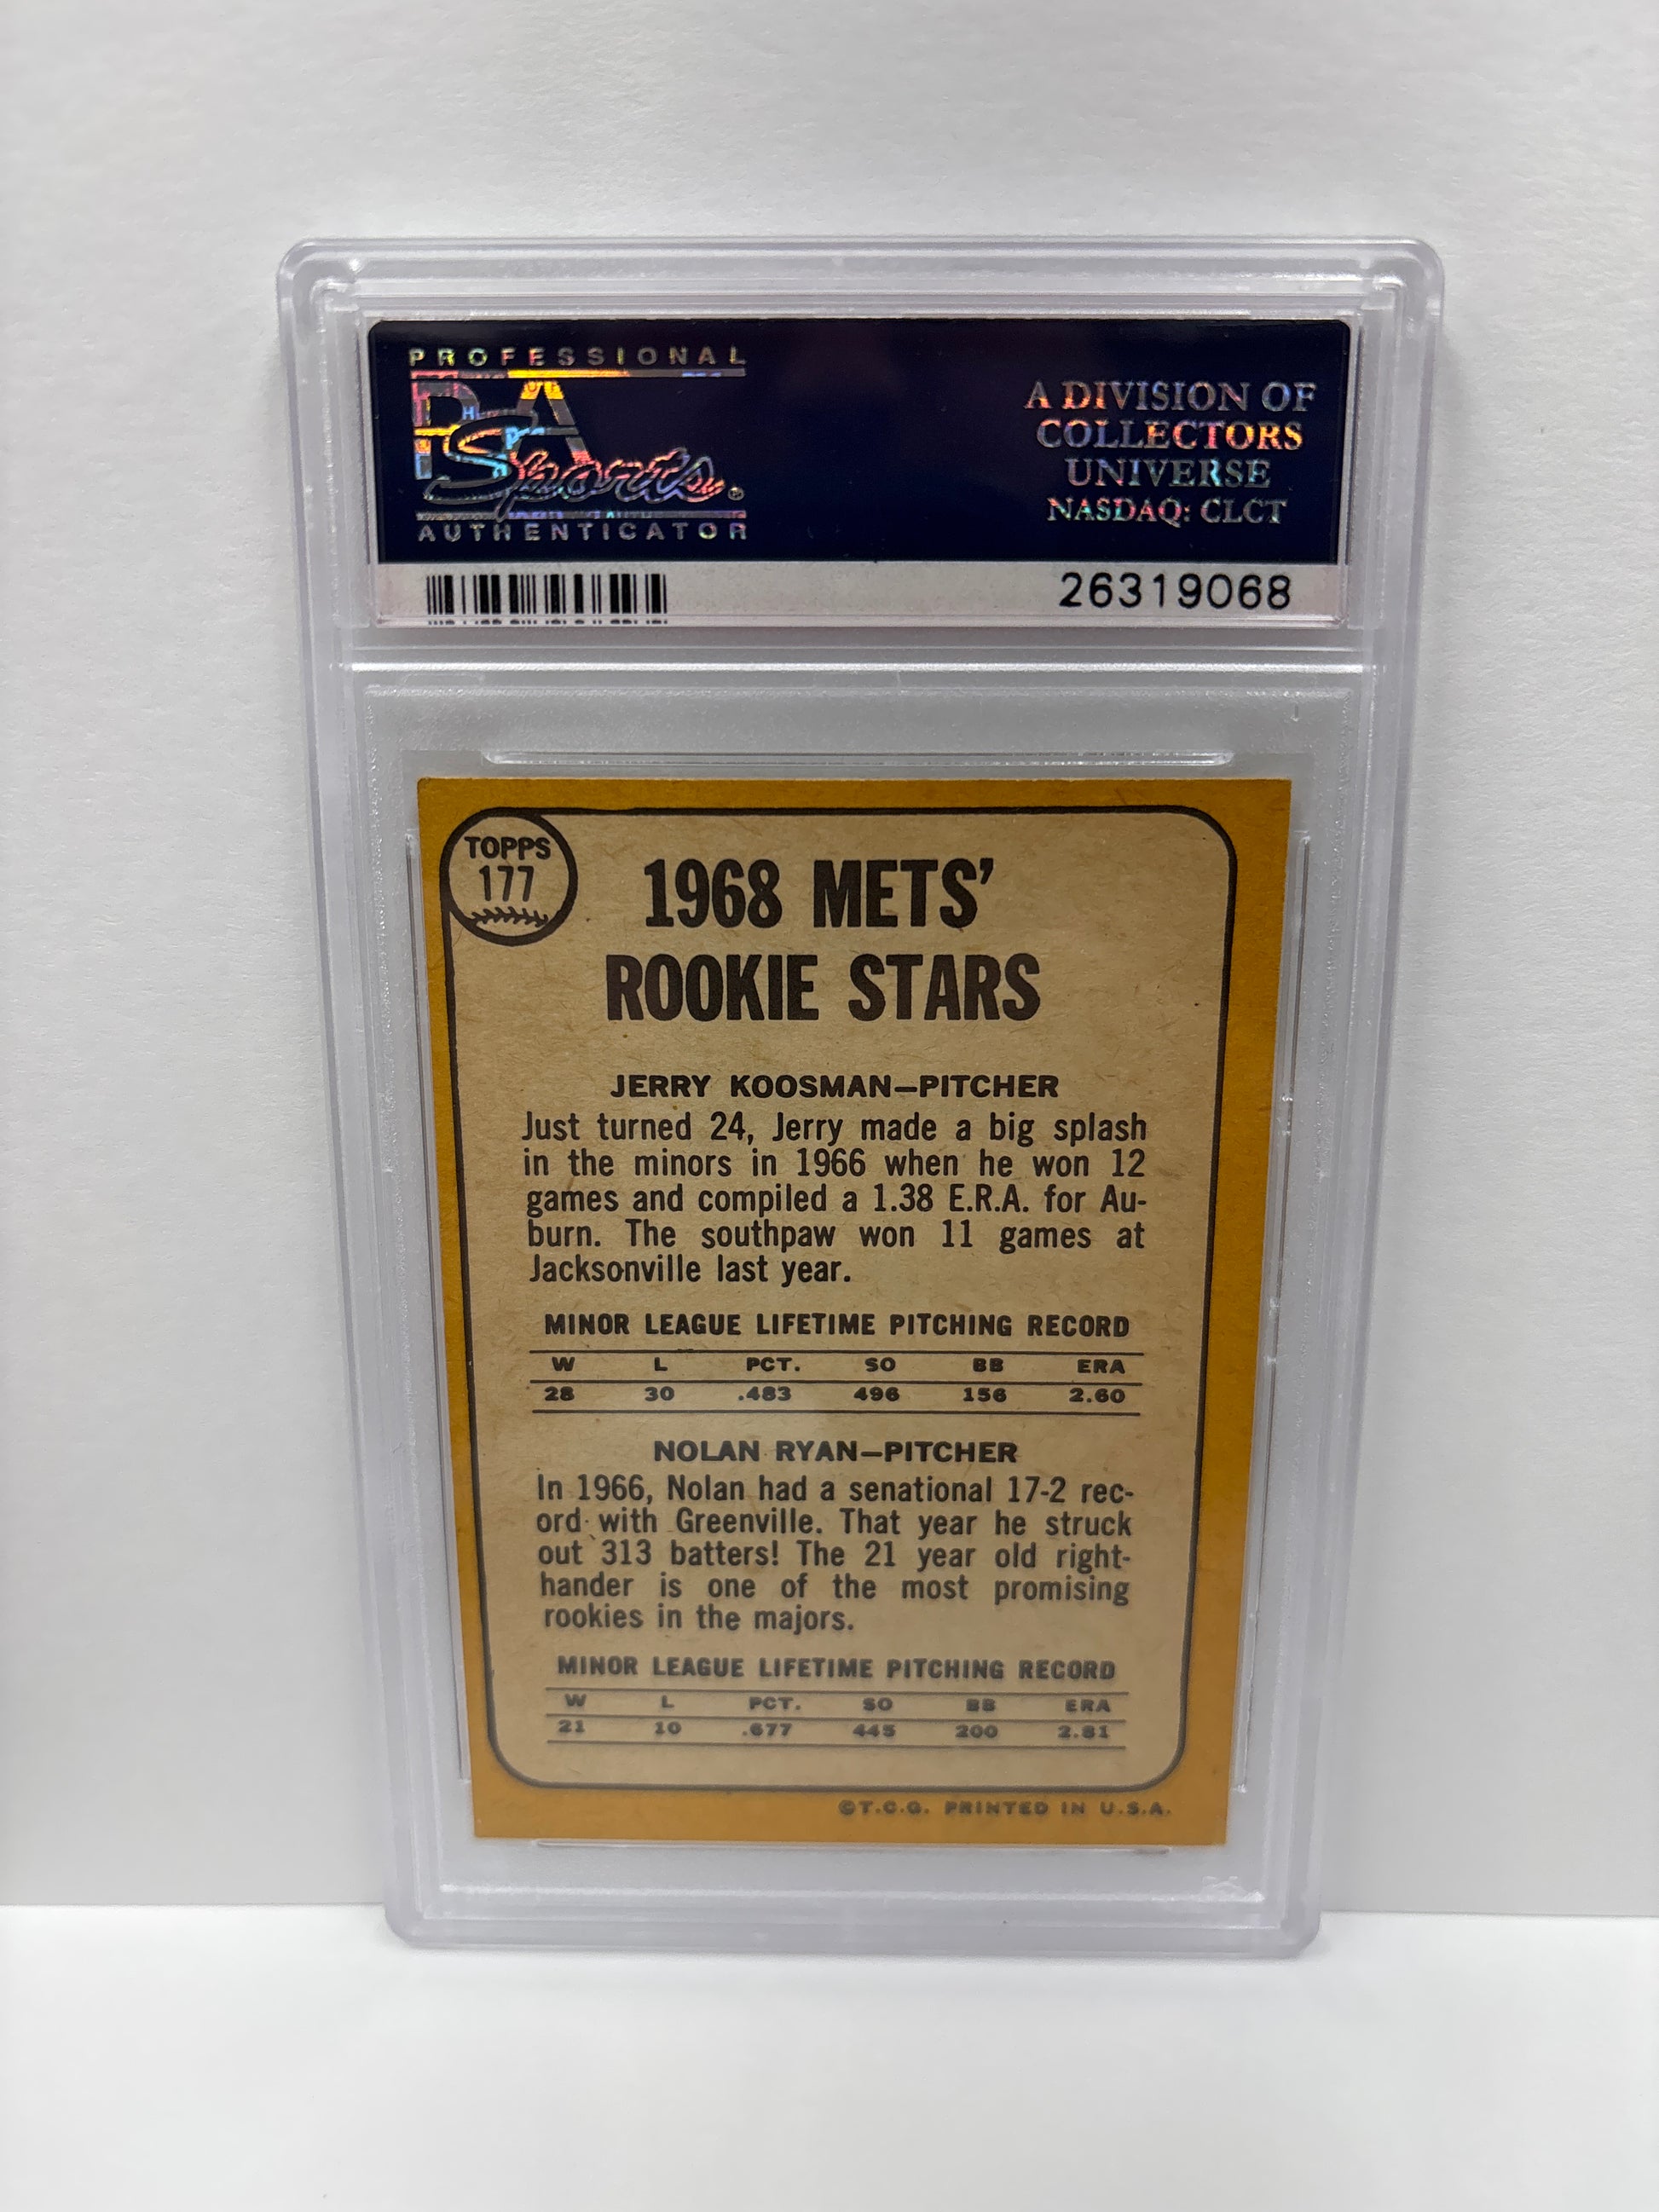 PROFESSIONAL
PSA
Sports®
AUTHENTICATOR
A DIVISION OF
COLLECTORS
UNIVERSE
NASDAQ: CLCT
26319068
TOPPS
177
1968 METS'
ROOKIE STARS
JERRY KOOSMAN—PITCHER
Just turned 24, Jerry made a big splash
in the minors in 1966 when he won 12
games and compiled a 1.38 E.R.A. for Au-
burn. The southpaw won 11 games at
Jacksonville last year.
MINOR LEAGUE LIFETIME PITCHING RECORD
W L PCT. SO BB ERA
28 30 .483 496 156 2.60
NOLAN RYAN—PITCHER
In 1966, Nolan had a senational 17-2 rec-
ord with Greenville. That year he struck
out 313 batters! The 21 year old right-
hander is one of the most promising
rookies in the majors.
MINOR LEAGUE LIFETIME PITCHING RECORD
W L PCT. SO BB ERA
21 10 .677 445 200 2.81
©T.C.G. PRINTED IN U.S.A.